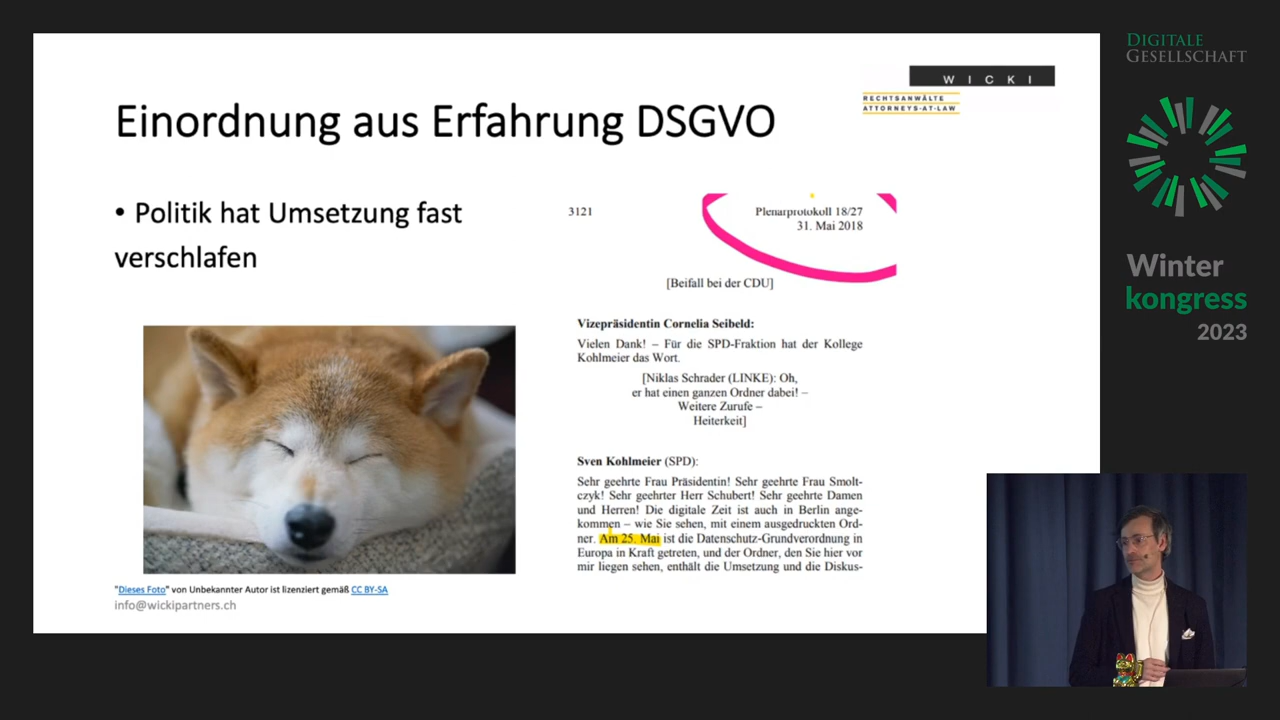 Einordnung aus Erfahrung DSGVO
WICKI
RECHTSANWÄLTE
ATTORNEYS-AT-LAW
• Politik hat Umsetzung fast
verschlafen
3121
Plenarprotokoll 18/27
31. Mai 2018
[Beifall bei der CDU]
Vizepräsidentin Cornelia Seibeld:
Vielen Dank! – Für die SPD-Fraktion hat der Kollege
Kohlmeier das Wort.
[Niklas Schrader (LINKE): Oh,
er hat einen ganzen Ordner dabei! –
Weitere Zurufe –
Heiterkeit]
Sven Kohlmeier (SPD):
Sehr geehrte Frau Präsidentin! Sehr geehrte Frau Smolt-
czyk! Sehr geehrter Herr Schubert! Sehr geehrte Damen
und Herren! Die digitale Zeit ist auch in Berlin ange-
kommen – wie Sie sehen, mit einem ausgedruckten Ord-
ner. Am 25. Mai ist die Datenschutz-Grundverordnung in
Europa in Kraft getreten, und der Ordner, den Sie hier vor
mir liegen sehen, enthält die Umsetzung und die Diskus-
"Dieses Foto" von Unbekannter Autor ist lizenziert gemäß CC BY-SA
info@wickipartners.ch
DIGITALE
GESELLSCHAFT
Winter
kongress
2023